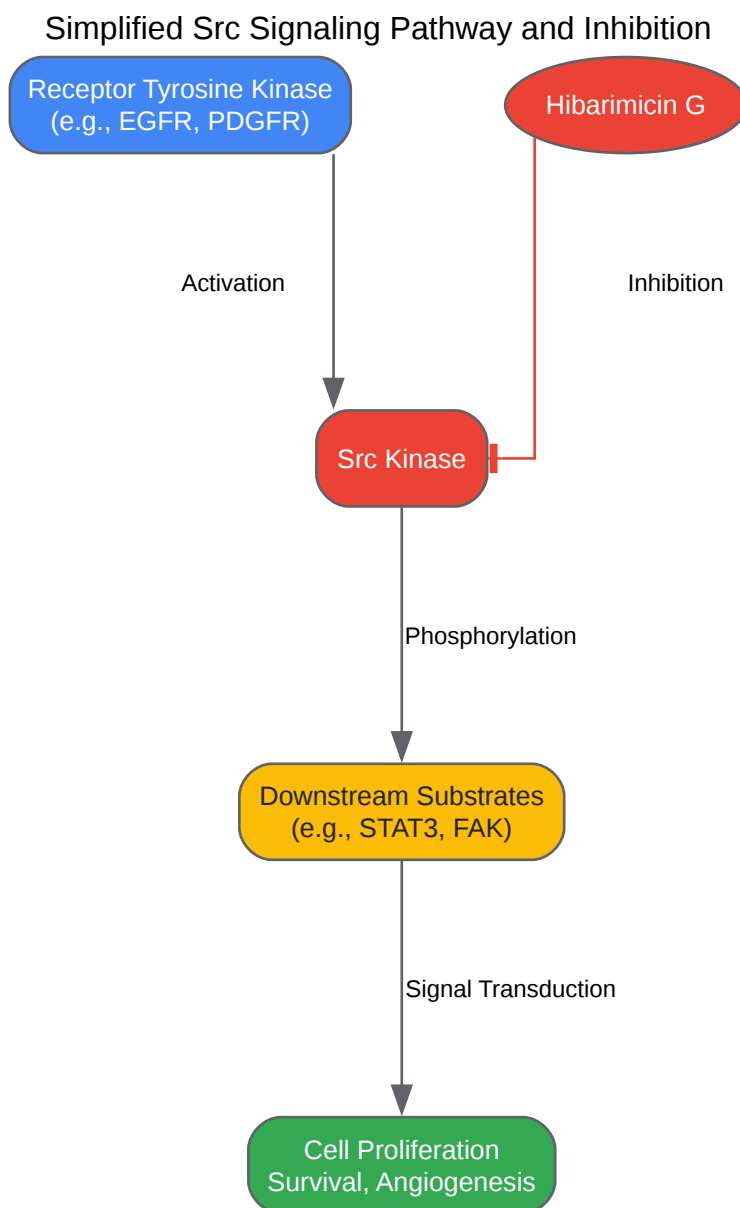 Simplified Src Signaling Pathway and Inhibition
Receptor Tyrosine Kinase
(e.g., EGFR, PDGFR)
Hibarimicin G
Activation
Inhibition
Src Kinase
Phosphorylation
Downstream Substrates
(e.g., STAT3, FAK)
Signal Transduction
Cell Proliferation
Survival, Angiogenesis